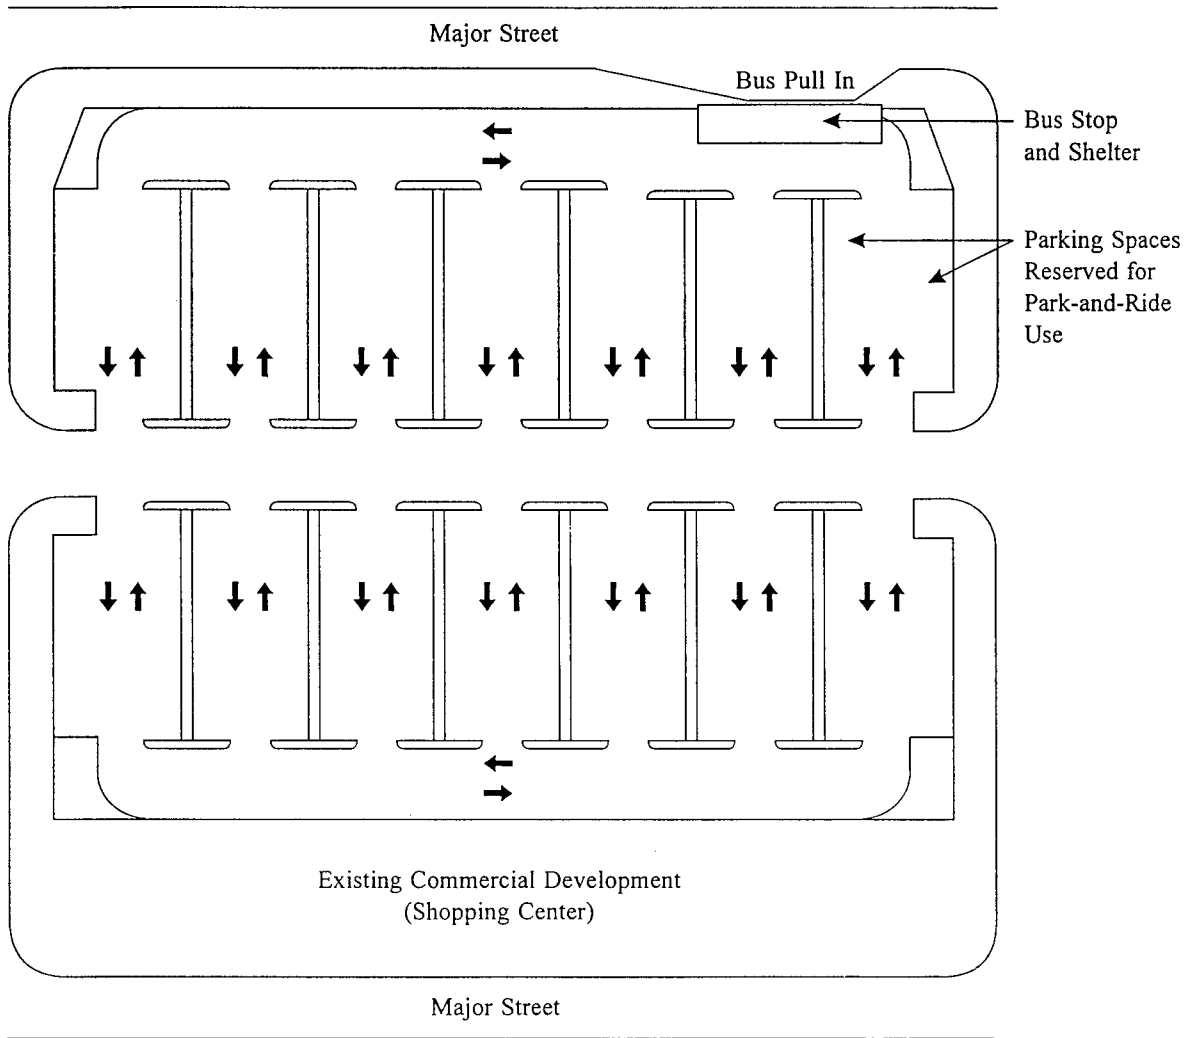 Major Street
Bus Pull In
Bus Stop
and Shelter
Parking Spaces
Reserved for
Park-and-Ride
Use
Existing Commercial Development
(Shopping Center)
Major Street